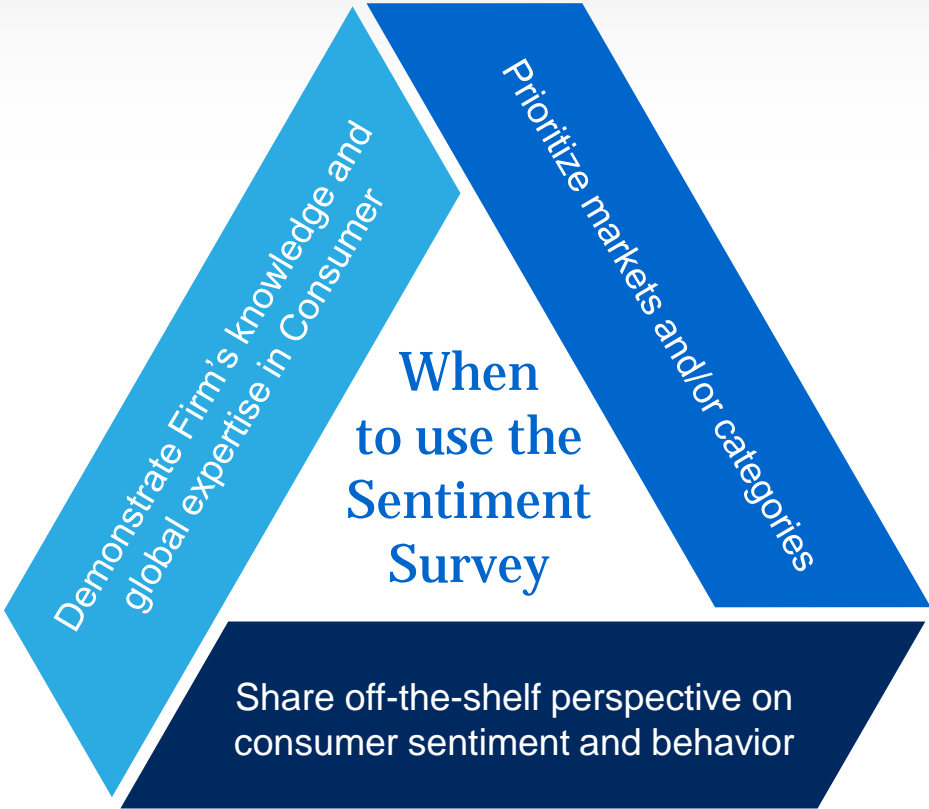 Demonstrate Firm's knowledge and
global expertise in Consumer
Prioritize markets and/or categories
When
to use the
Sentiment
Survey
Share off-the-shelf perspective on
consumer sentiment and behavior